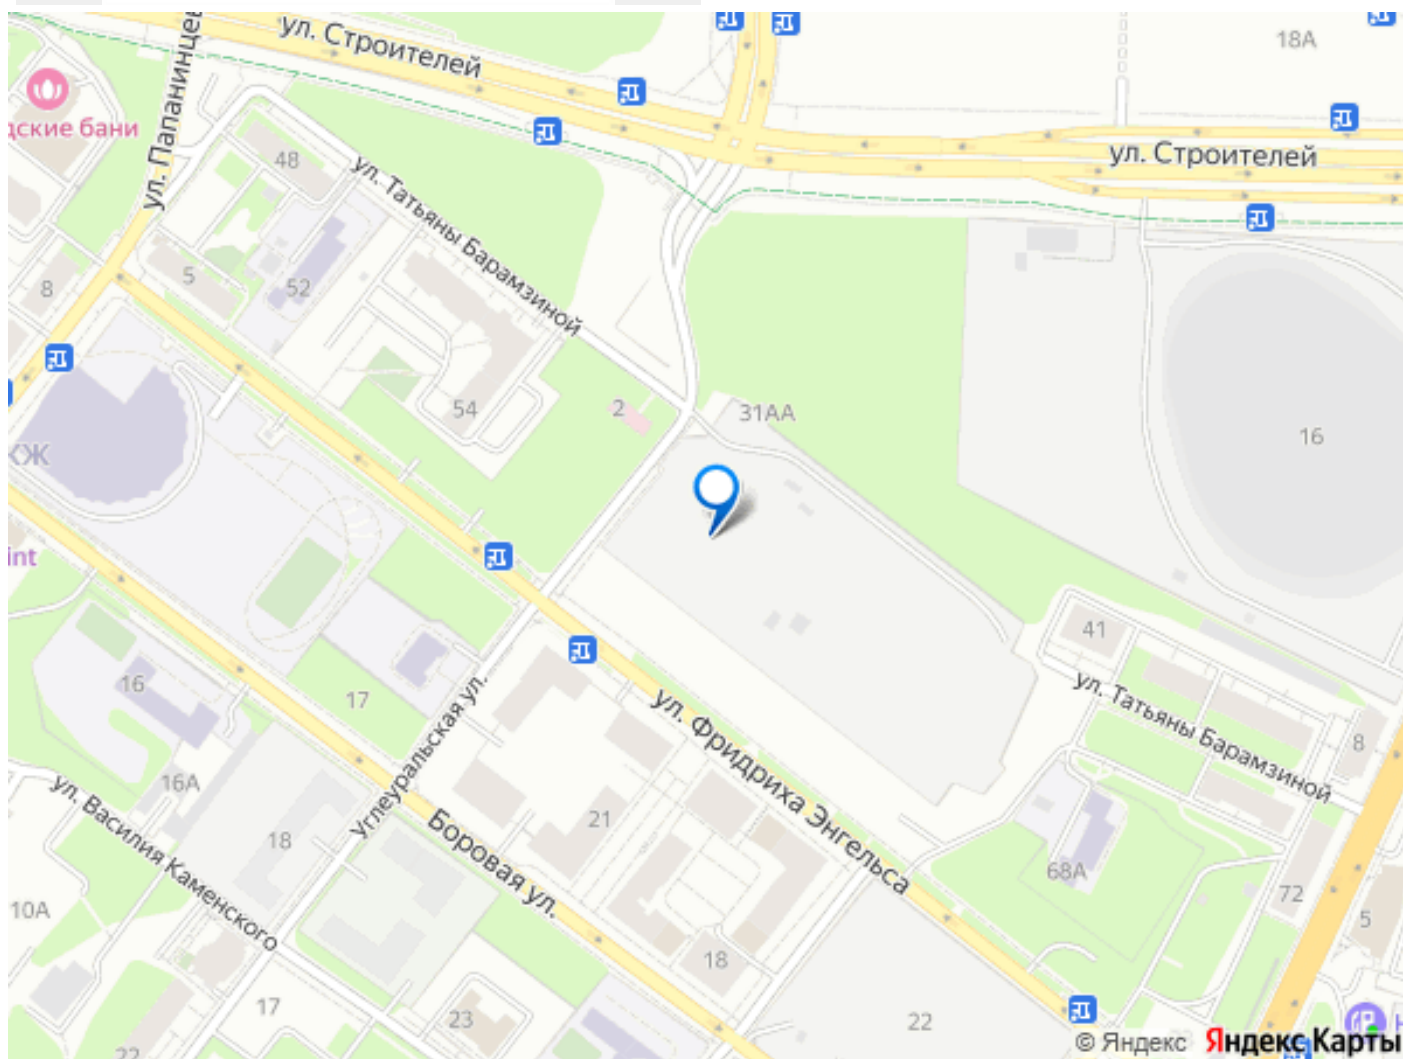 ул. Строителей
18А
ул. Папанинцев
дские бани
ул. Строителей
48
ул. Татьяны Барамзиной
5
52
8
2
54
31АА
16
КЖ
int
41
16
17
Углеуральская ул.
ул. Фридриха Энгельса
ул. Татьяны Барамзиной
8
16А
18
21
Боровая ул.
ул. Василия Каменского
68А
72
5
10А
18
17
23
22
22
© Яндекс Яндекс Карты